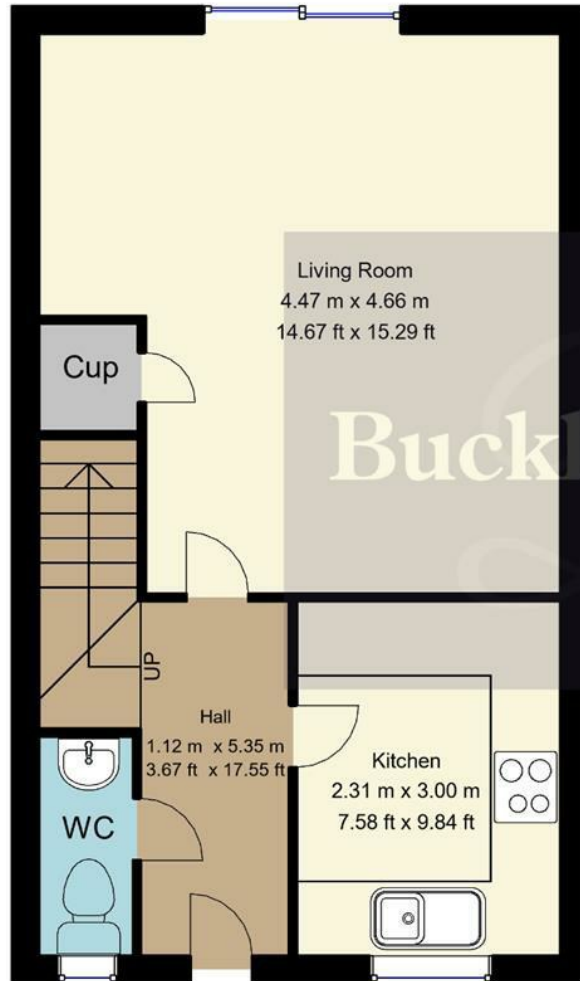 Living Room
4.47 m x 4.66 m
14.67 ft x 15.29 ft
Cup
Buckl
UP
Hall
1.12 m x 5.35 m
3.67 ft x 17.55 ft
Kitchen
2.31 m x 3.00 m
7.58 ft x 9.84 ft
WC